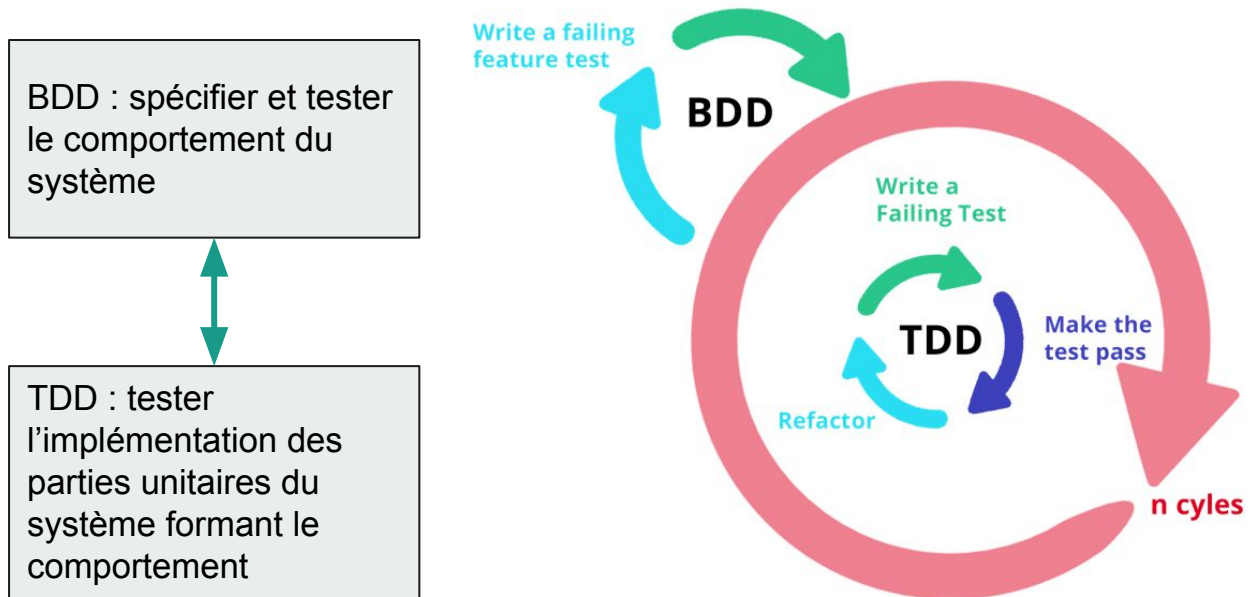 BDD : spécifier et tester
le comportement du
système
TDD : tester
l’implémentation des
parties unitaires du
système formant le
comportement
Write a failing
feature test
BDD
Write a
Failing Test
TDD
Make the
test pass
Refactor
n cyles